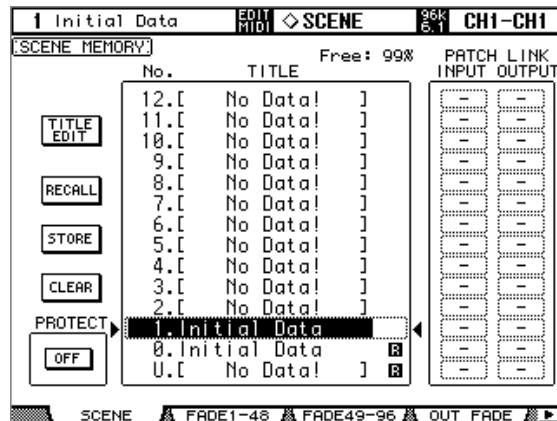 1 Initial Data EDIT MIDI ◇SCENE 96k 6.1 CH1-CH1
SCENE MEMORY Free: 99% PATCH LINK
No. TITLE INPUT OUTPUT
12.[ No Data! ] - -
TITLE EDIT 11.[ No Data! ] - -
10.[ No Data! ] - -
9.[ No Data! ] - -
RECALL 8.[ No Data! ] - -
7.[ No Data! ] - -
6.[ No Data! ] - -
STORE 5.[ No Data! ] - -
4.[ No Data! ] - -
CLEAR 3.[ No Data! ] - -
2.[ No Data! ] - -
PROTECT 1.Initial Data - -
OFF 0.Initial Data R - -
U.[ No Data! ] R - -
SCENE FADE1-48 FADE49-96 OUT FADE